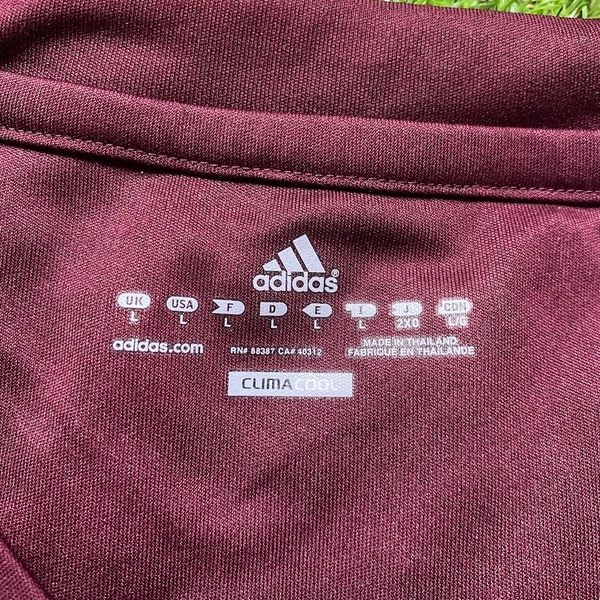 adidas®
UK USA F D E I J CDN
L L L L L L 2XO L/G
adidas.com RN# 88387 CA# 40312 MADE IN THAILAND
FABRIQUE EN THAILANDE
CLIMACOOL